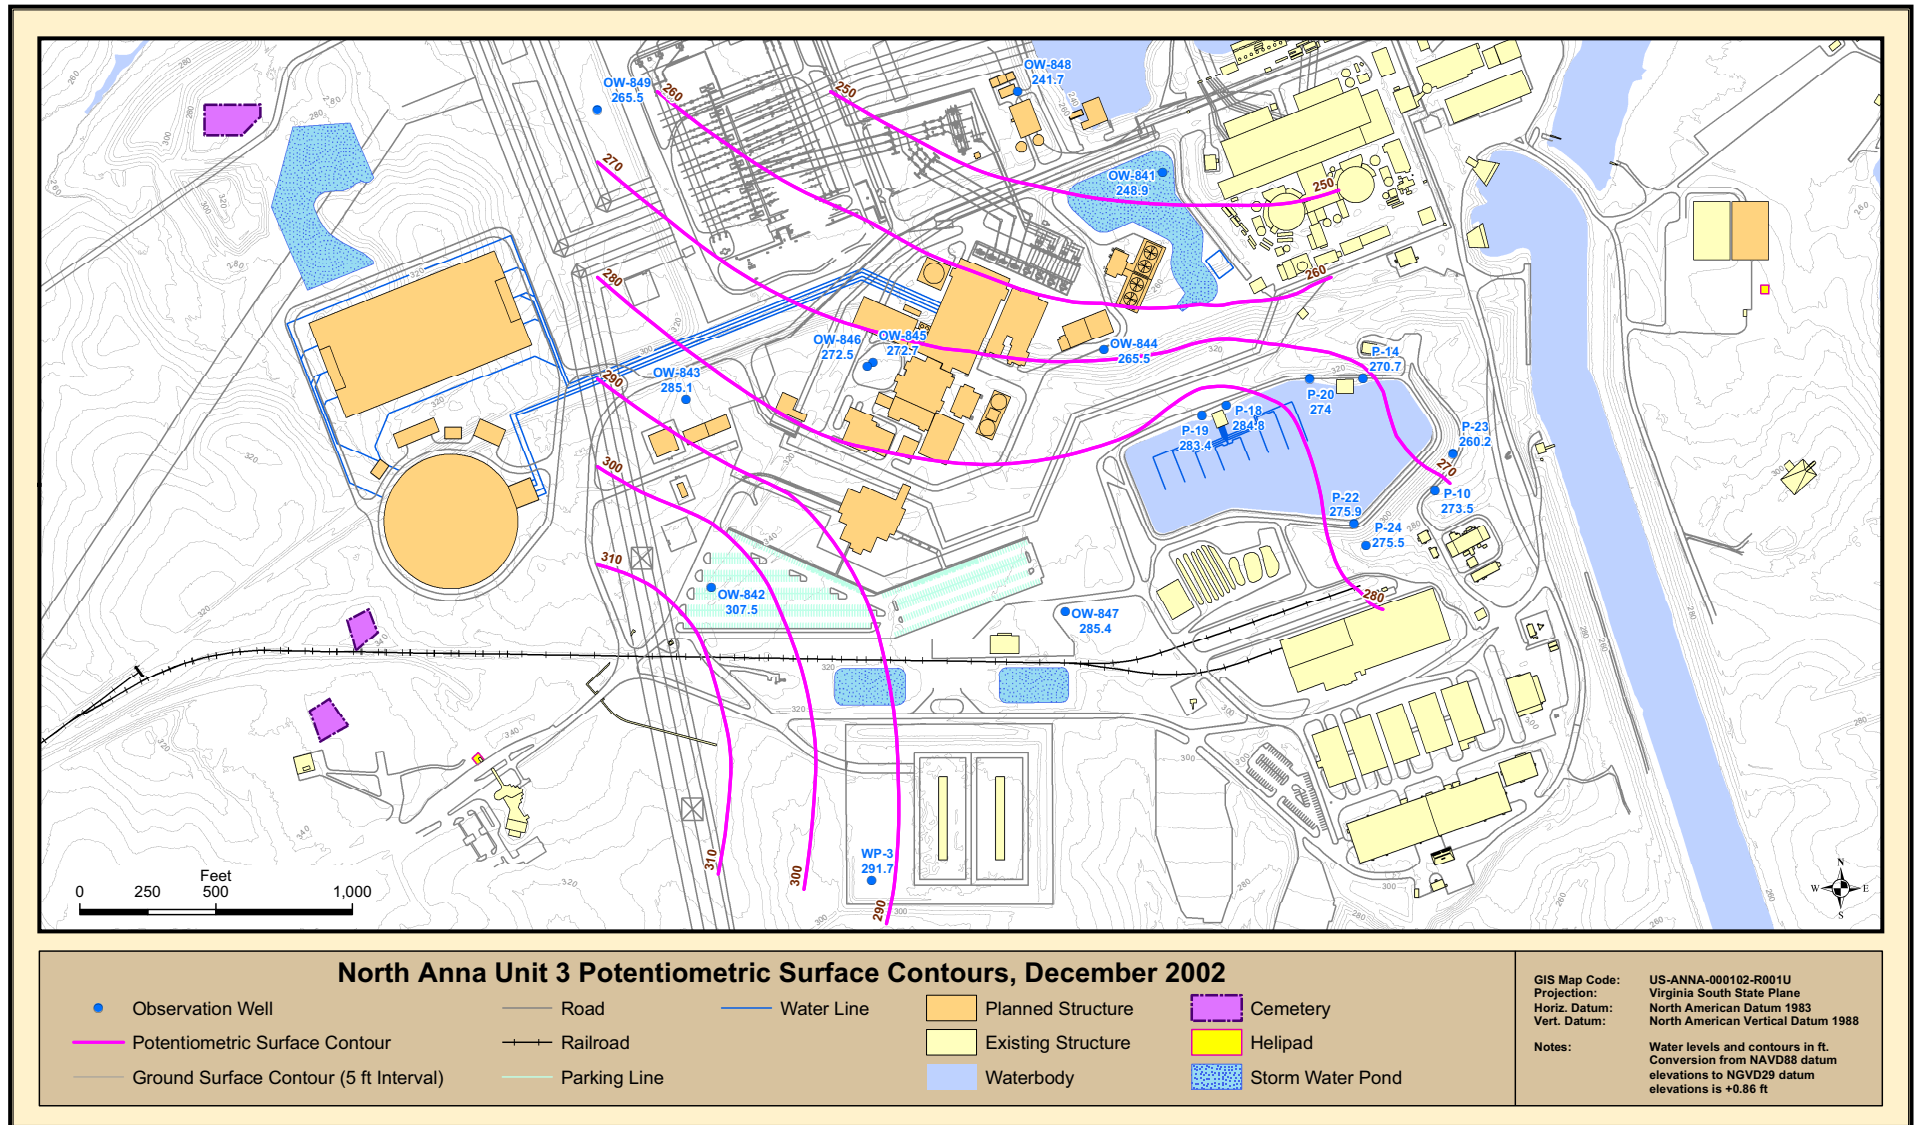 OW-849
265.5
OW-848
241.7
260
250
270
OW-841
248.9
250
280
260
OW-846
272.5
OW-845
272.7
OW-844
265.5
P-14
270.7
290
OW-843
285.1
P-20
274
P-18
284.8
P-19
283.4
P-23
260.2
270
300
P-22
275.9
P-10
273.5
P-24
275.5
310
OW-842
307.5
280
OW-847
285.4
310
300
WP-3
291.7
290
Feet
0 250 500 1,000
N
W E
S
North Anna Unit 3 Potentiometric Surface Contours, December 2002
Observation Well
Potentiometric Surface Contour
Ground Surface Contour (5 ft Interval)
Road
Railroad
Parking Line
Water Line
Planned Structure
Existing Structure
Waterbody
Cemetery
Helipad
Storm Water Pond
GIS Map Code: US-ANNA-000102-R001U
Projection: Virginia South State Plane
Horiz. Datum: North American Datum 1983
Vert. Datum: North American Vertical Datum 1988
Notes: Water levels and contours in ft.
Conversion from NAVD88 datum
elevations to NGVD29 datum
elevations is +0.86 ft